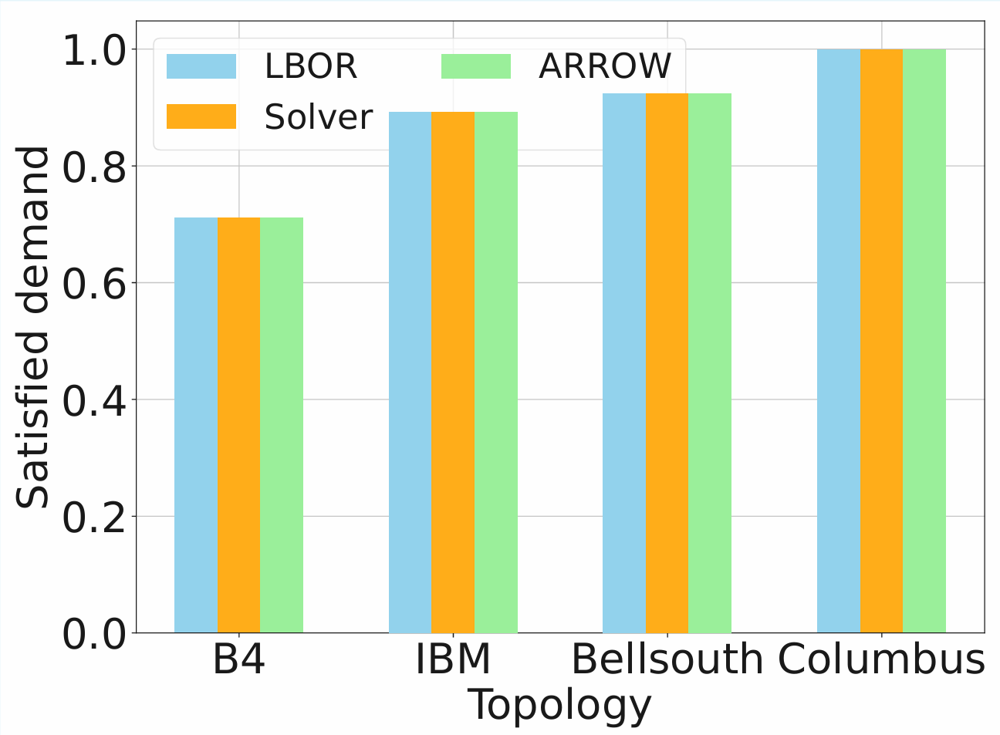 LBOR
Solver
ARROW
1.0
0.8
0.6
0.4
0.2
0.0
Satisfied demand
B4 IBM Bellsouth Columbus
Topology